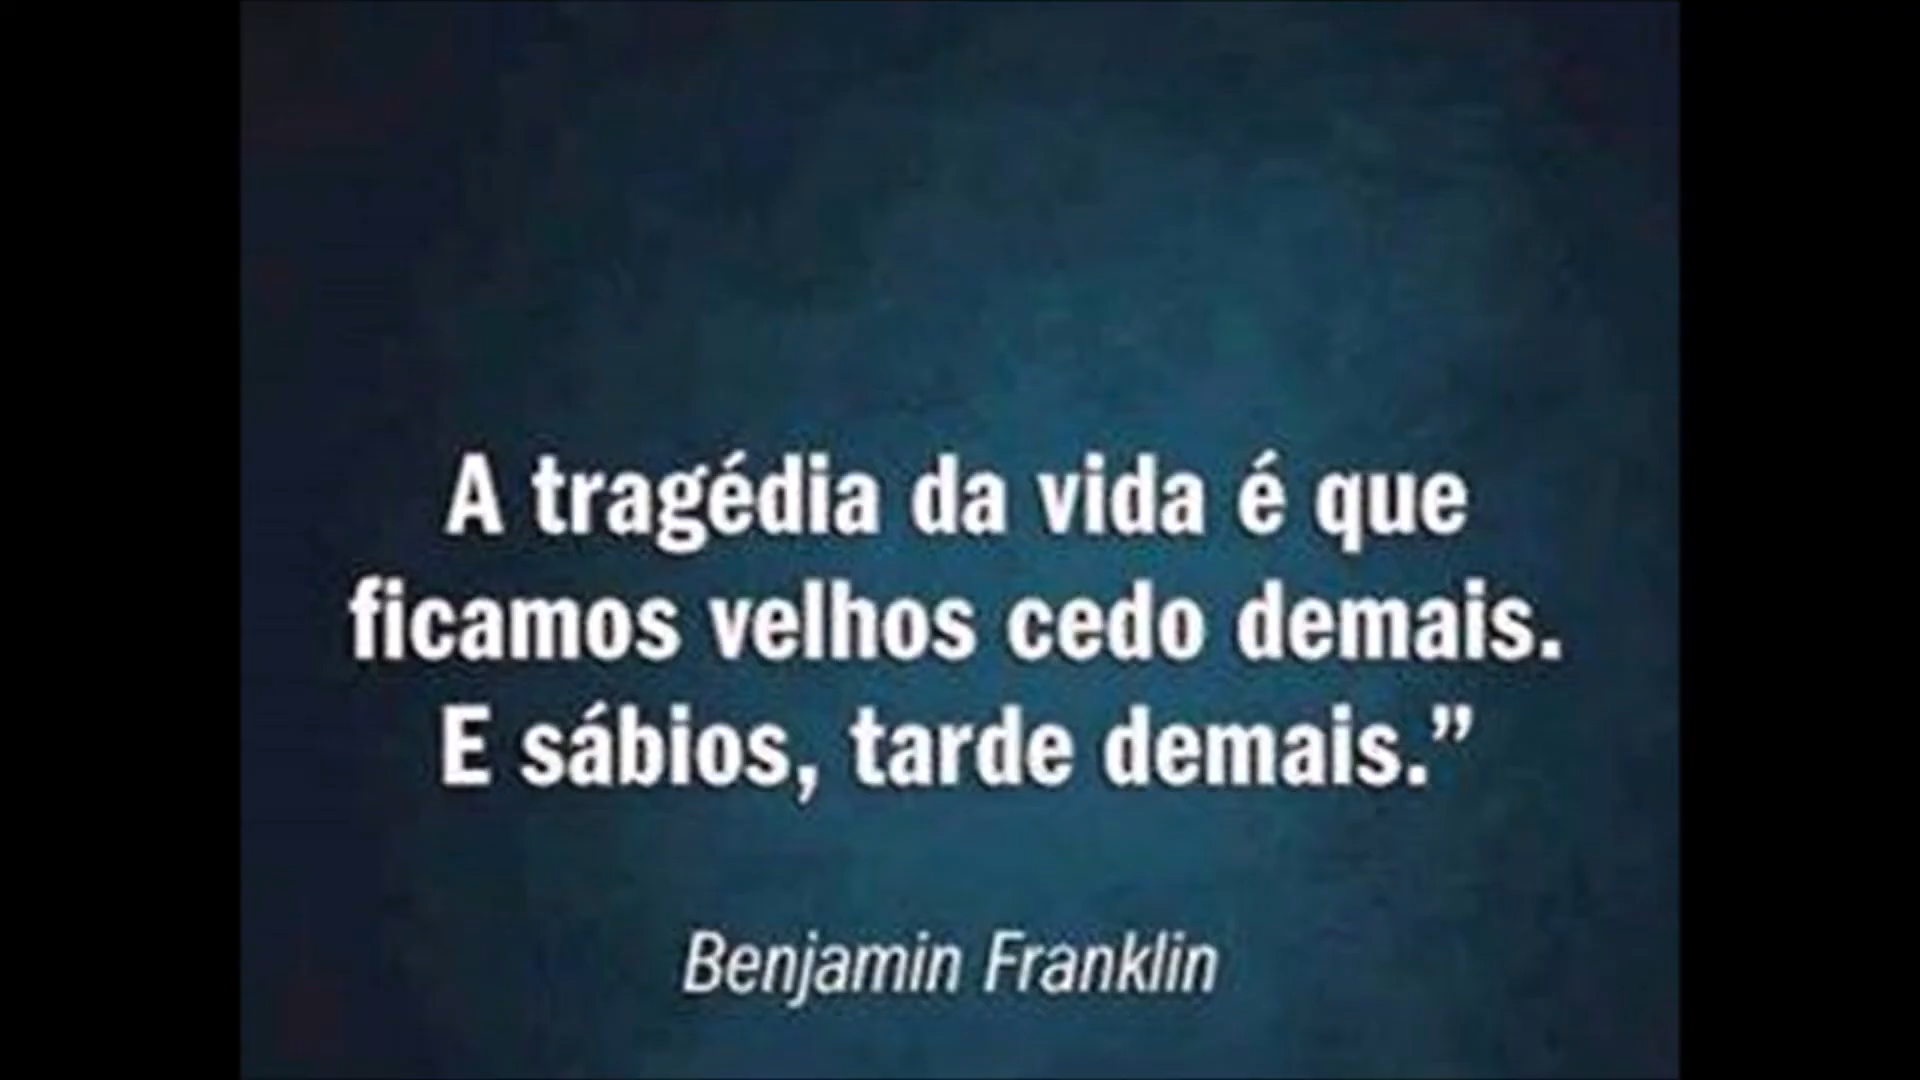 A tragédia da vida é que
ficamos velhos cedo demais.
E sábios, tarde demais.”
Benjamin Franklin